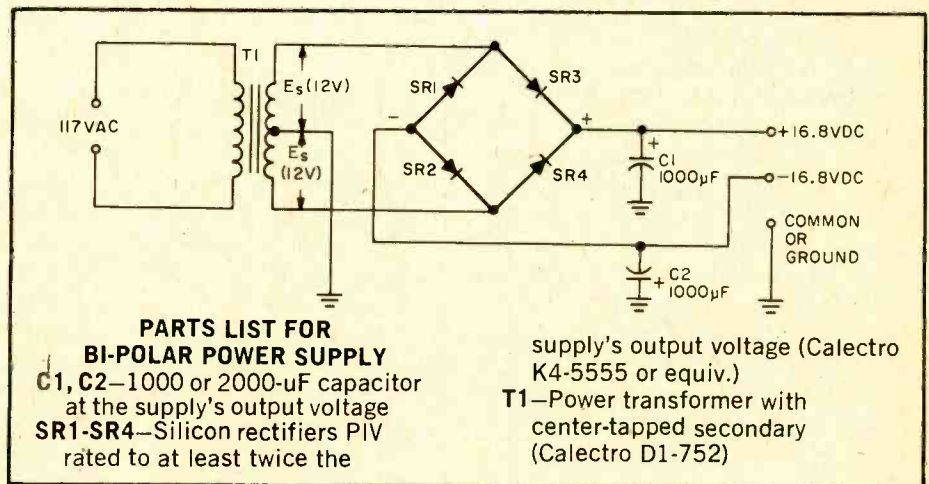 T1
Es (12V)
SR1
SR3
117VAC
-
+
+16.8VDC
+
C1
1000µF
-16.8VDC
Es
(12V)
SR2
SR4
COMMON
OR
GROUND
+ C2
1000µF
PARTS LIST FOR
BI-POLAR POWER SUPPLY
C1, C2—1000 or 2000-uF capacitor
at the supply's output voltage
SR1-SR4—Silicon rectifiers PIV
rated to at least twice the
supply's output voltage (Calectro
K4-5555 or equiv.)
T1—Power transformer with
center-tapped secondary
(Calectro D1-752)